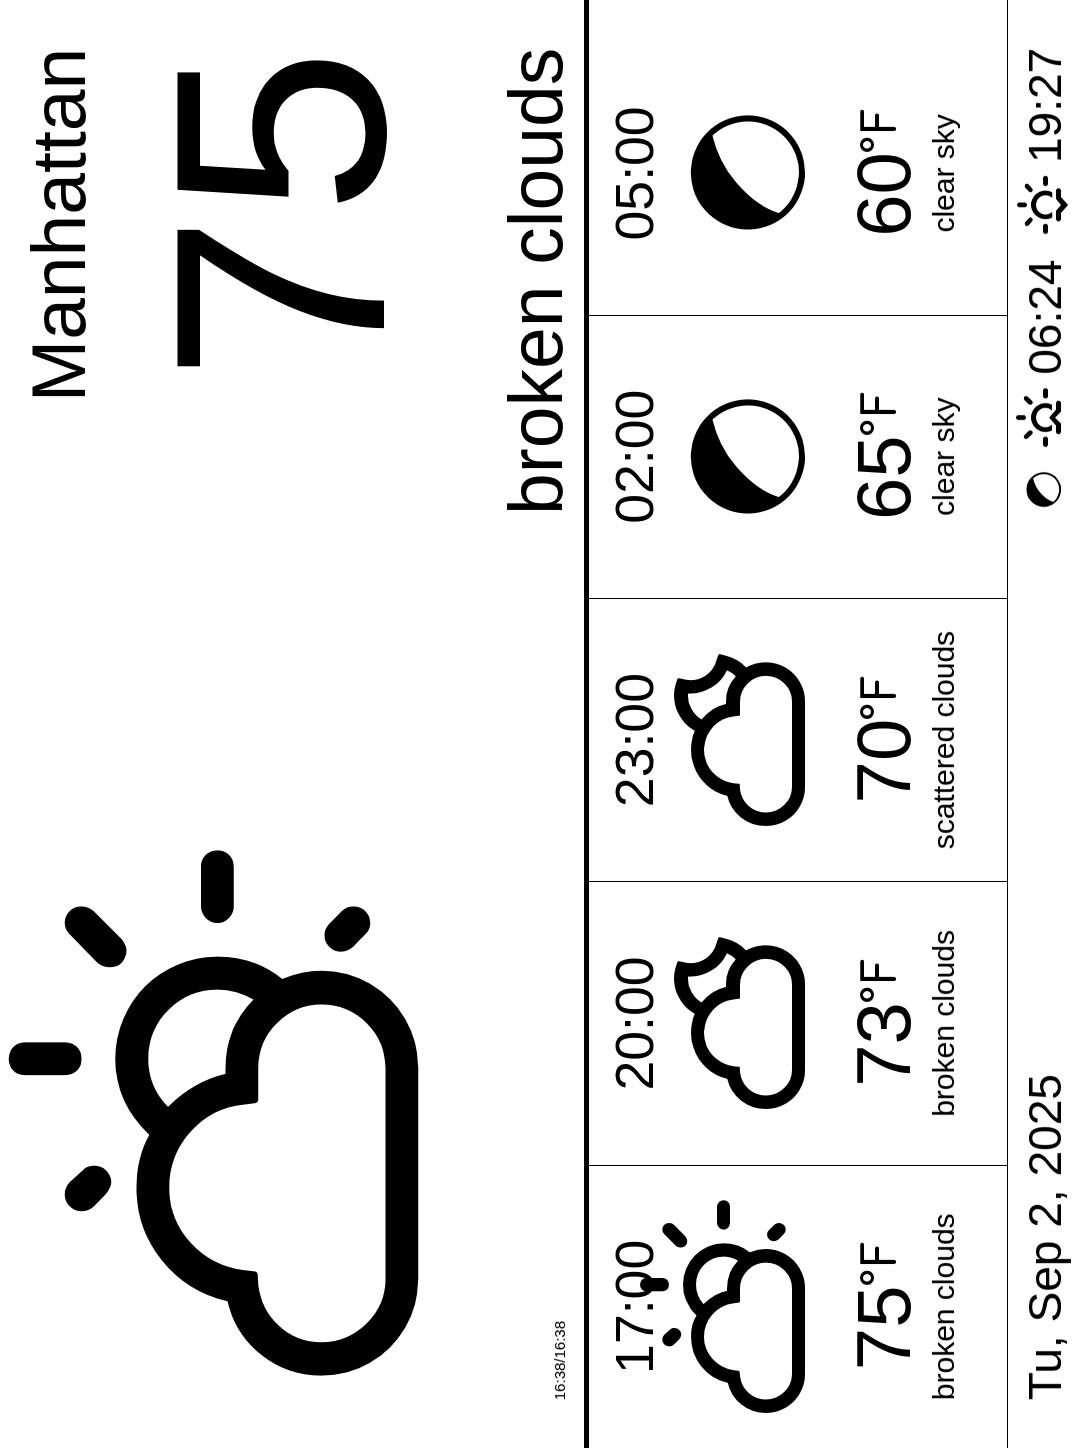 Manhattan
75
broken clouds
16:38/16:38
17:00
75°F
broken clouds
20:00
73°F
broken clouds
23:00
70°F
scattered clouds
02:00
65°F
clear sky
05:00
60°F
clear sky
Tu, Sep 2, 2025
06:24
19:27